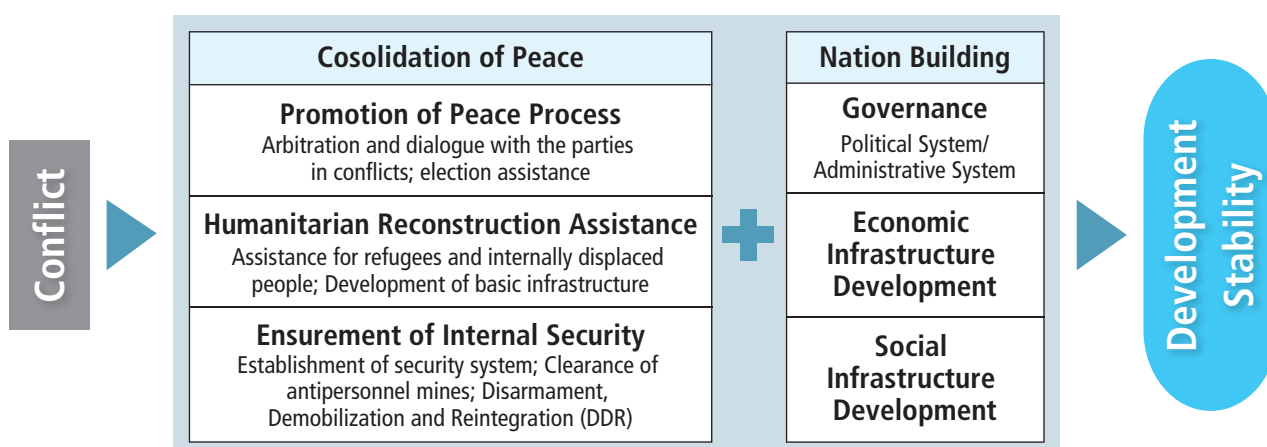 Conflict
Cosolidation of Peace
Promotion of Peace Process
Arbitration and dialogue with the parties
in conflicts; election assistance
Humanitarian Reconstruction Assistance
Assistance for refugees and internally displaced
people; Development of basic infrastructure
Ensurement of Internal Security
Establishment of security system; Clearance of
antipersonnel mines; Disarmament,
Demobilization and Reintegration (DDR)
Nation Building
Governance
Political System/
Administrative System
Economic
Infrastructure
Development
Social
Infrastructure
Development
Development
Stability